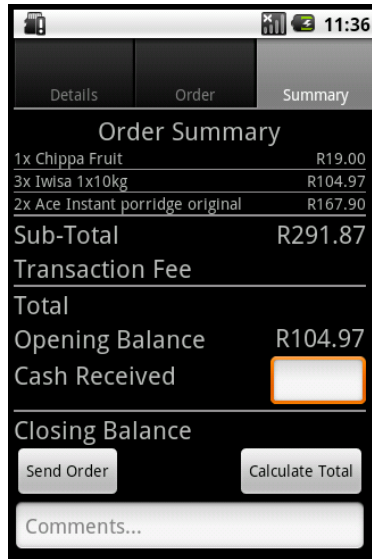 11:36
Details Order Summary
Order Summary
1x Chippa Fruit R19.00
3x Iwisa 1x10kg R104.97
2x Ace Instant porridge original R167.90
Sub-Total R291.87
Transaction Fee
Total
Opening Balance R104.97
Cash Received
Closing Balance
Send Order Calculate Total
Comments...